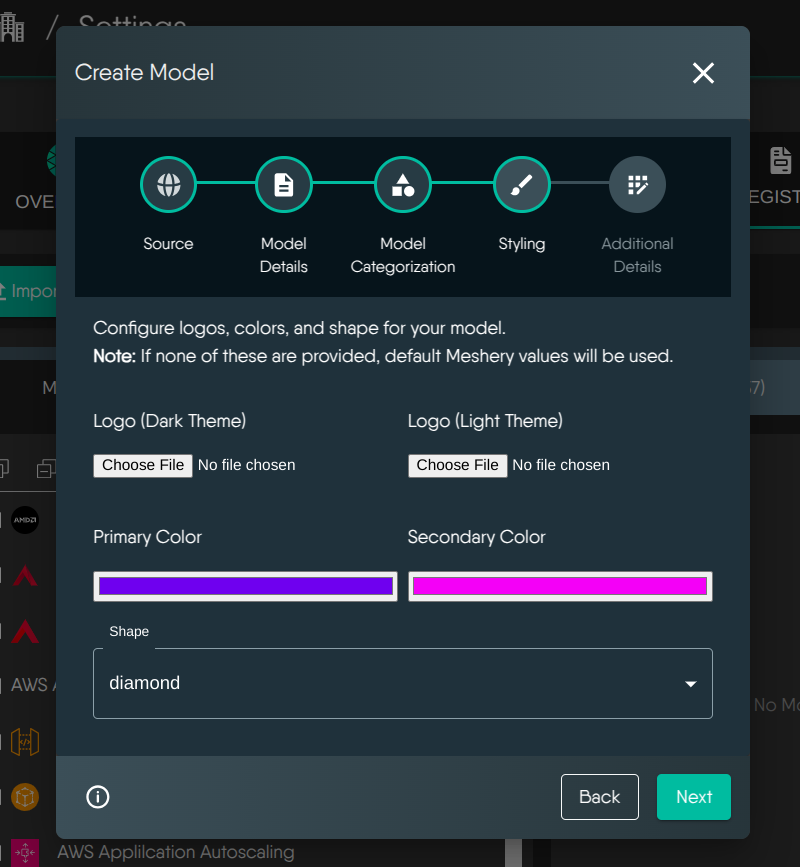 / Settings
Create Model
OVE
EGIST
Source
Model
Details
Model
Categorization
Styling
Additional
Details
Impor
Configure logos, colors, and shape for your model.
Note: If none of these are provided, default Meshery values will be used.
M
7)
Logo (Dark Theme)
Logo (Light Theme)
Choose File No file chosen
Choose File No file chosen
AMD
Primary Color
Secondary Color
Shape
diamond
AWS A
No Mo
Back
Next
AWS Applilcation Autoscaling